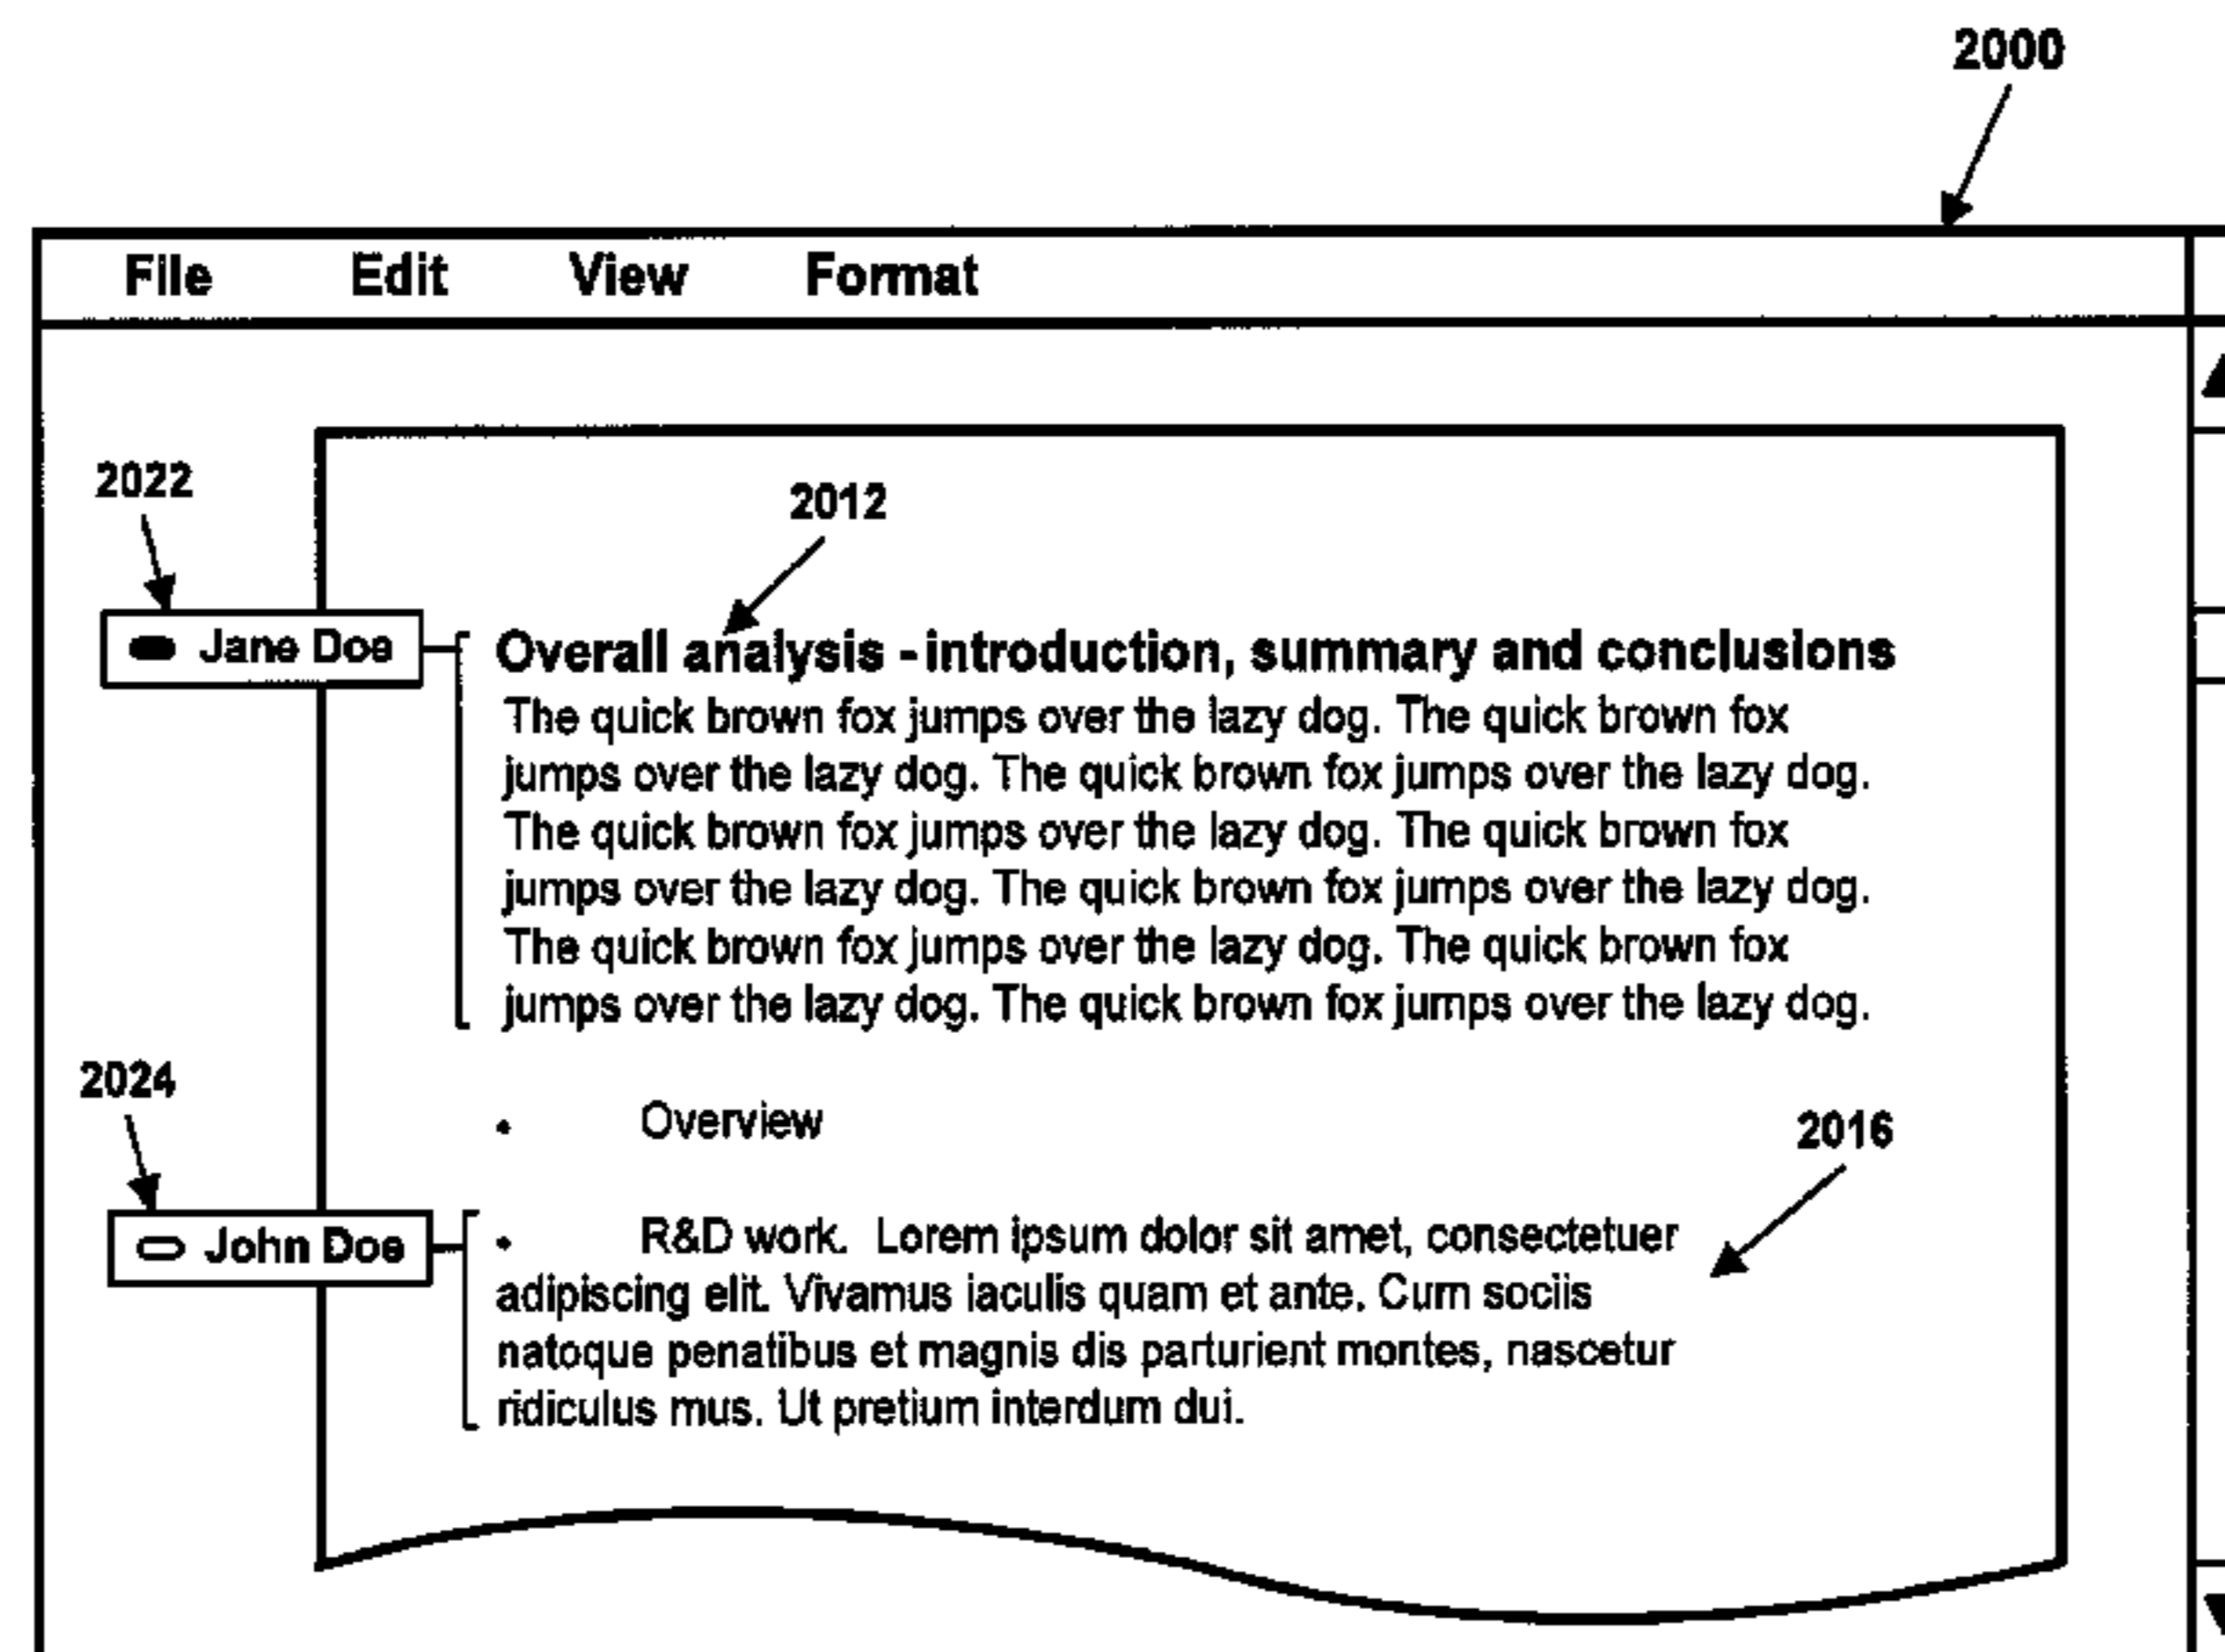 2000
File Edit View Format
2022
2012
Jane Doe
Overall analysis - introduction, summary and conclusions
The quick brown fox jumps over the lazy dog. The quick brown fox
jumps over the lazy dog. The quick brown fox jumps over the lazy dog.
The quick brown fox jumps over the lazy dog. The quick brown fox
jumps over the lazy dog. The quick brown fox jumps over the lazy dog.
The quick brown fox jumps over the lazy dog. The quick brown fox
jumps over the lazy dog. The quick brown fox jumps over the lazy dog.
2024
• Overview
2016
John Doe
• R&D work. Lorem ipsum dolor sit amet, consectetuer
adipiscing elit. Vivamus iaculis quam et ante. Cum sociis
natoque penatibus et magnis dis parturient montes, nascetur
ridiculus mus. Ut pretium interdum dui.